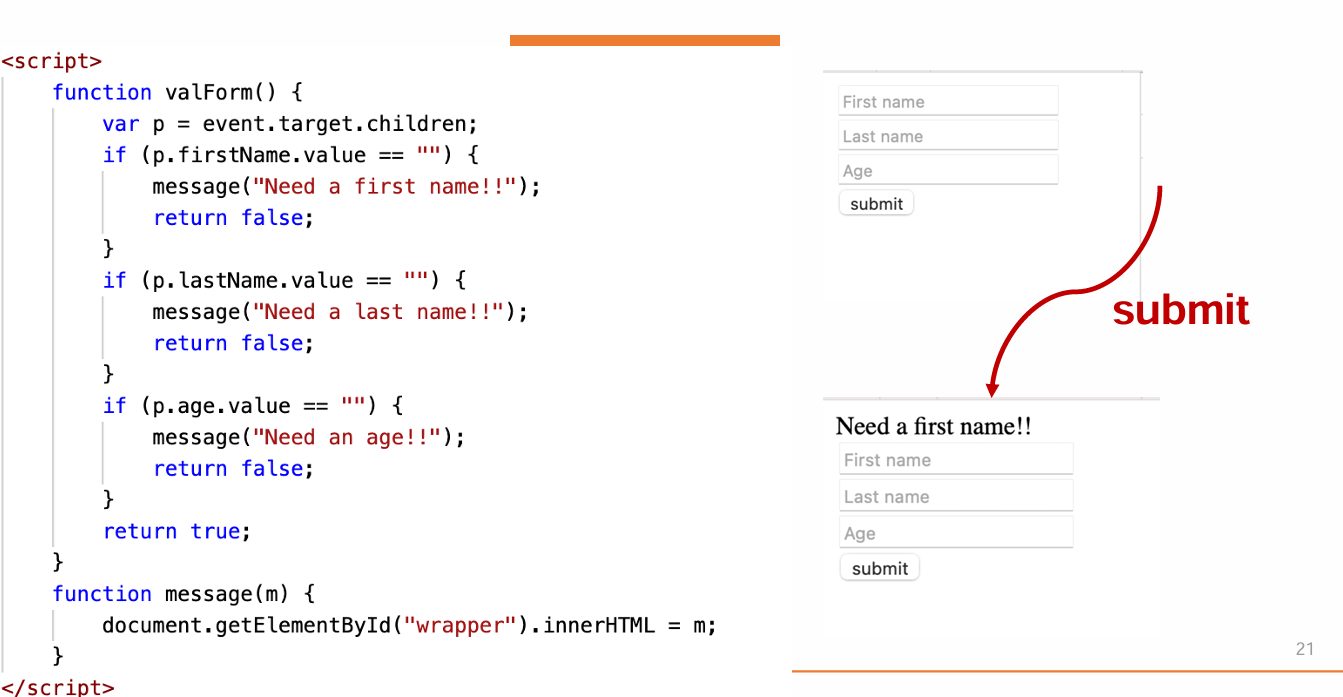 <script>
function valForm() {
var p = event.target.children;
if (p.firstName.value == "") {
message("Need a first name!!");
return false;
}
if (p.lastName.value == "") {
message("Need a last name!!");
return false;
}
if (p.age.value == "") {
message("Need an age!!");
return false;
}
return true;
}
function message(m) {
document.getElementById("wrapper").innerHTML = m;
}
</script>
First name
Last name
Age
submit
submit
Need a first name!!
First name
Last name
Age
submit
21